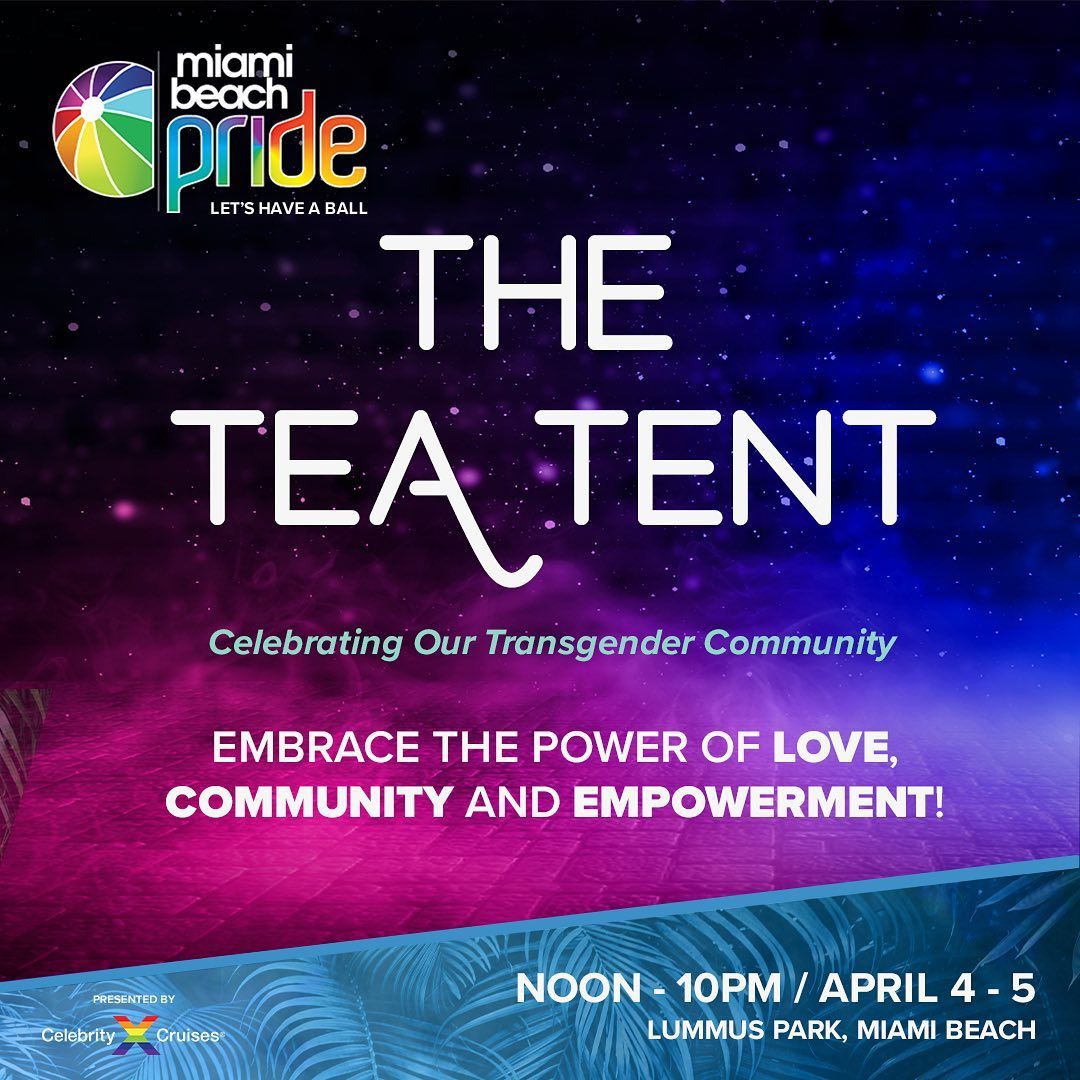 miami
beach
pride
LET'S HAVE A BALL
THE
TEA TENT
Celebrating Our Transgender Community
EMBRACE THE POWER OF LOVE,
COMMUNITY AND EMPOWERMENT!
NOON - 10PM / APRIL 4 - 5
LUMMUS PARK, MIAMI BEACH
PRESENTED BY
Celebrity X Cruises®